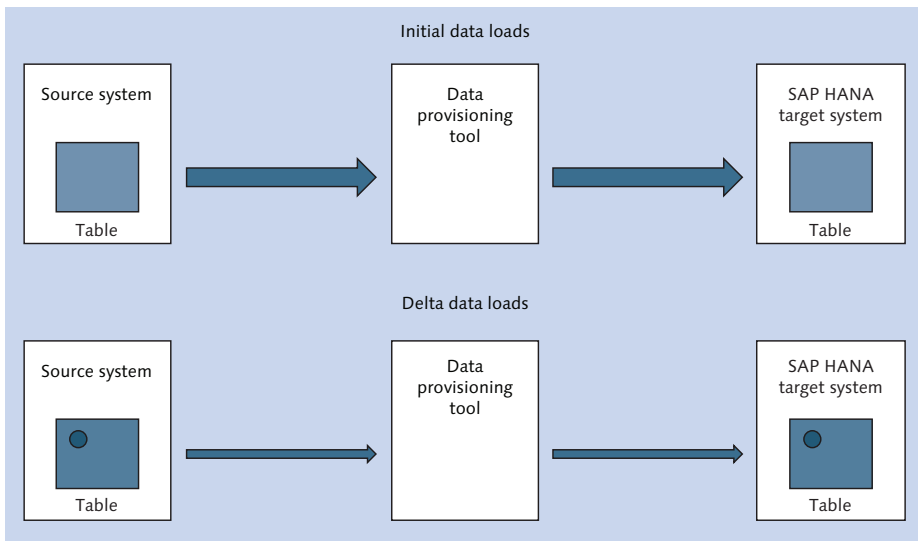 Initial data loads
Source system
Table
Data
provisioning
tool
SAP HANA
target system
Table
Delta data loads
Source system
Table
Data
provisioning
tool
SAP HANA
target system
Table